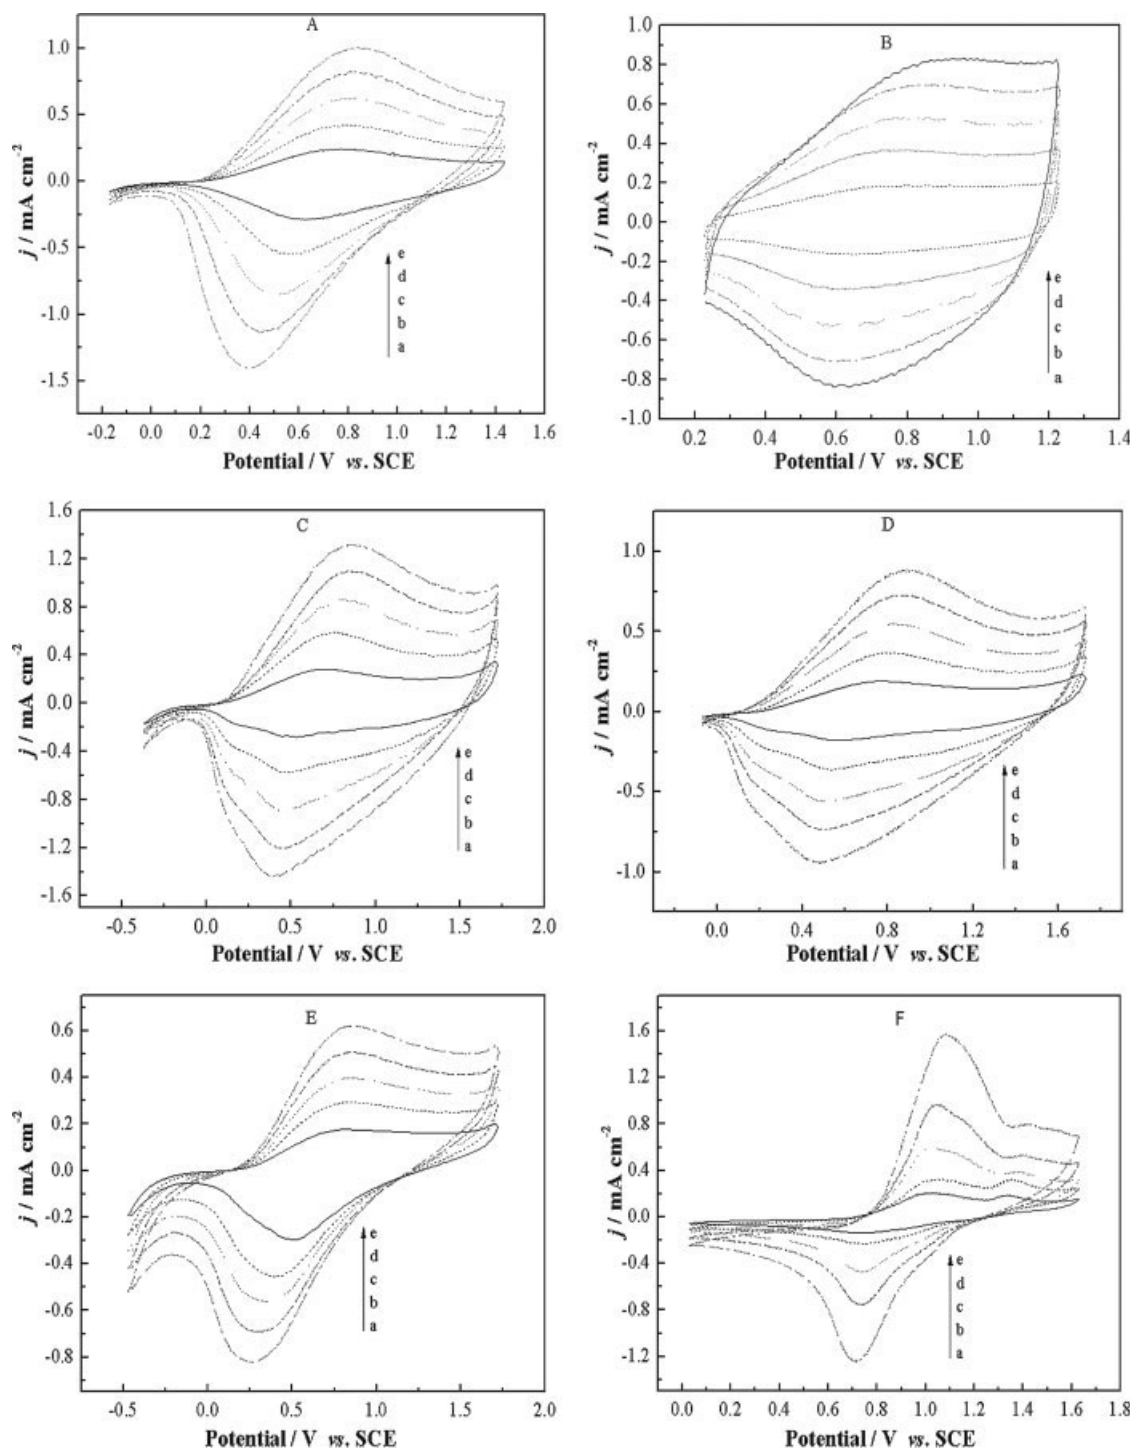 A
j / mA cm-2
1.0
0.5
0.0
-0.5
-1.0
-1.5
e
d
c
b
a
-0.2 0.0 0.2 0.4 0.6 0.8 1.0 1.2 1.4 1.6
Potential / V vs. SCE
B
j / mA cm-2
1.0
0.8
0.6
0.4
0.2
0.0
-0.2
-0.4
-0.6
-0.8
-1.0
e
d
c
b
a
0.2 0.4 0.6 0.8 1.0 1.2 1.4
Potential / V vs. SCE
C
j / mA cm-2
1.6
1.2
0.8
0.4
0.0
-0.4
-0.8
-1.2
-1.6
e
d
c
b
a
-0.5 0.0 0.5 1.0 1.5 2.0
Potential / V vs. SCE
D
j / mA cm-2
1.0
0.5
0.0
-0.5
-1.0
e
d
c
b
a
0.0 0.4 0.8 1.2 1.6
Potential / V vs. SCE
E
j / mA cm-2
0.6
0.4
0.2
0.0
-0.2
-0.4
-0.6
-0.8
e
d
c
b
a
-0.5 0.0 0.5 1.0 1.5 2.0
Potential / V vs. SCE
F
j / mA cm-2
1.6
1.2
0.8
0.4
0.0
-0.4
-0.8
-1.2
e
d
c
b
a
0.0 0.2 0.4 0.6 0.8 1.0 1.2 1.4 1.6 1.8
Potential / V vs. SCE